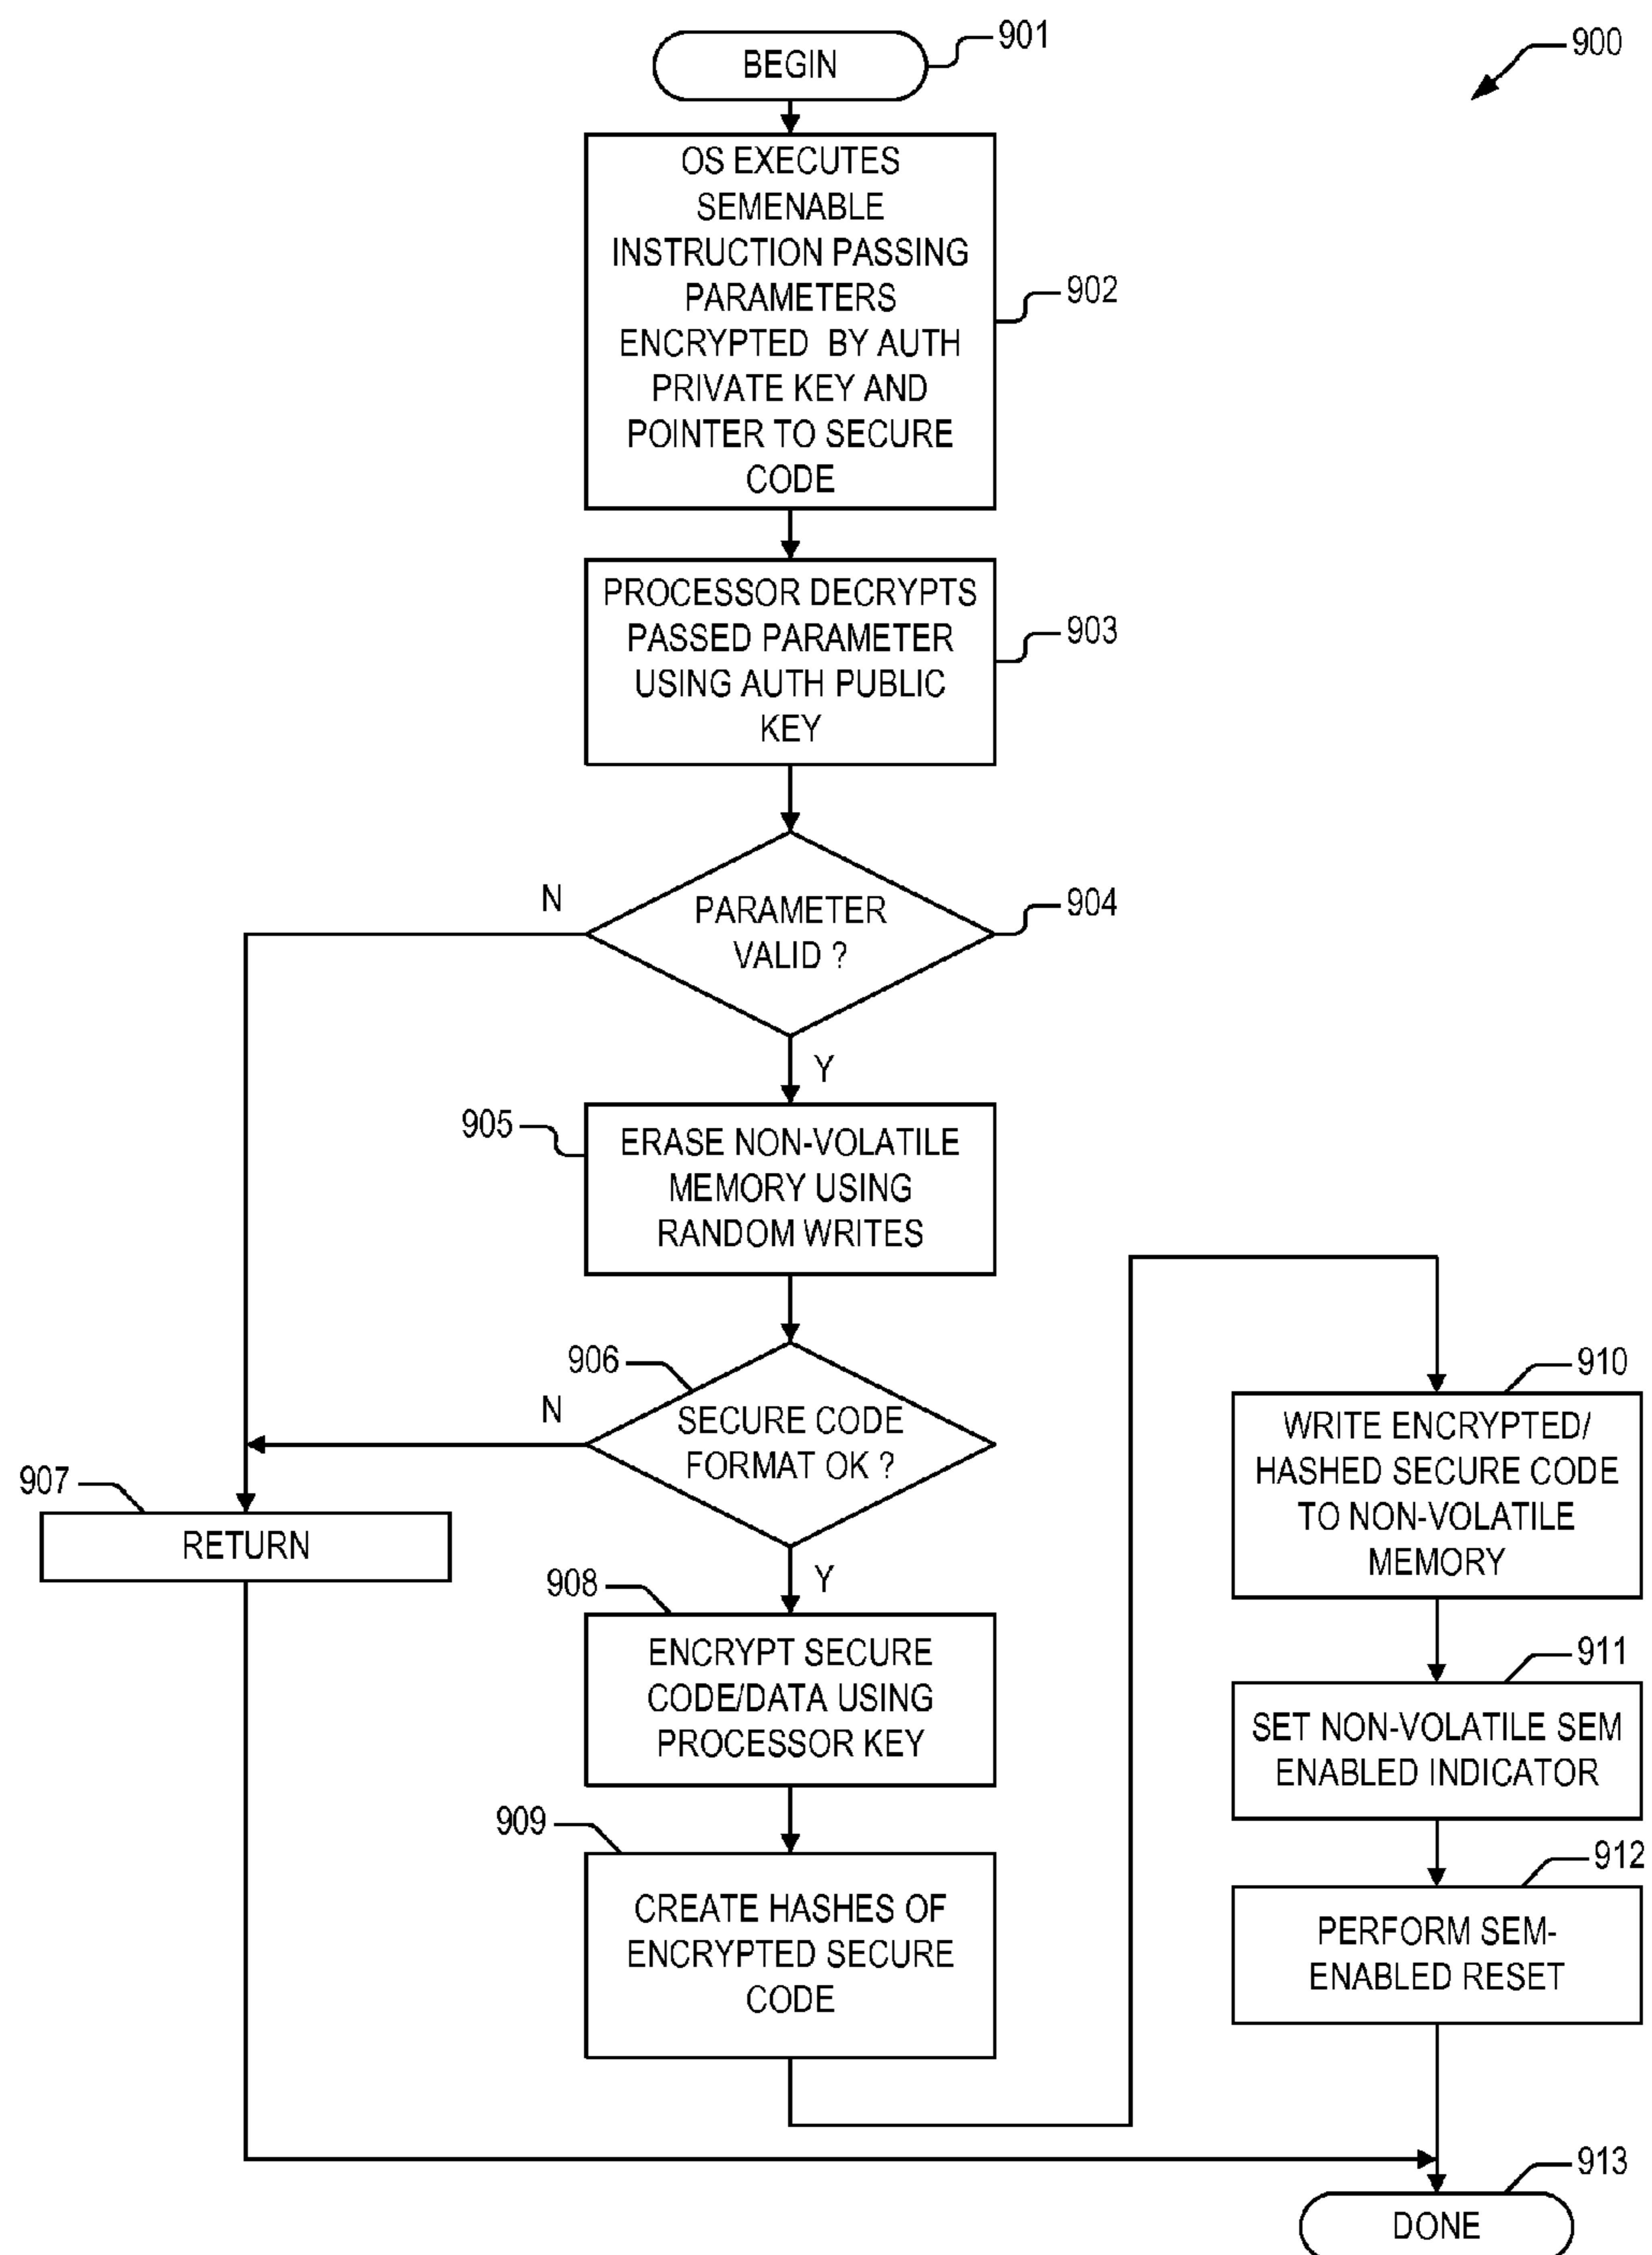 BEGIN
901
900
OS EXECUTES
SEMENABLE
INSTRUCTION PASSING
PARAMETERS
ENCRYPTED BY AUTH
PRIVATE KEY AND
POINTER TO SECURE
CODE
902
PROCESSOR DECRYPTS
PASSED PARAMETER
USING AUTH PUBLIC
KEY
903
N
PARAMETER
VALID ?
904
Y
905
ERASE NON-VOLATILE
MEMORY USING
RANDOM WRITES
906
N
SECURE CODE
FORMAT OK ?
907
RETURN
Y
908
ENCRYPT SECURE
CODE/DATA USING
PROCESSOR KEY
909
CREATE HASHES OF
ENCRYPTED SECURE
CODE
910
WRITE ENCRYPTED/
HASHED SECURE CODE
TO NON-VOLATILE
MEMORY
911
SET NON-VOLATILE SEM
ENABLED INDICATOR
912
PERFORM SEM-
ENABLED RESET
913
DONE